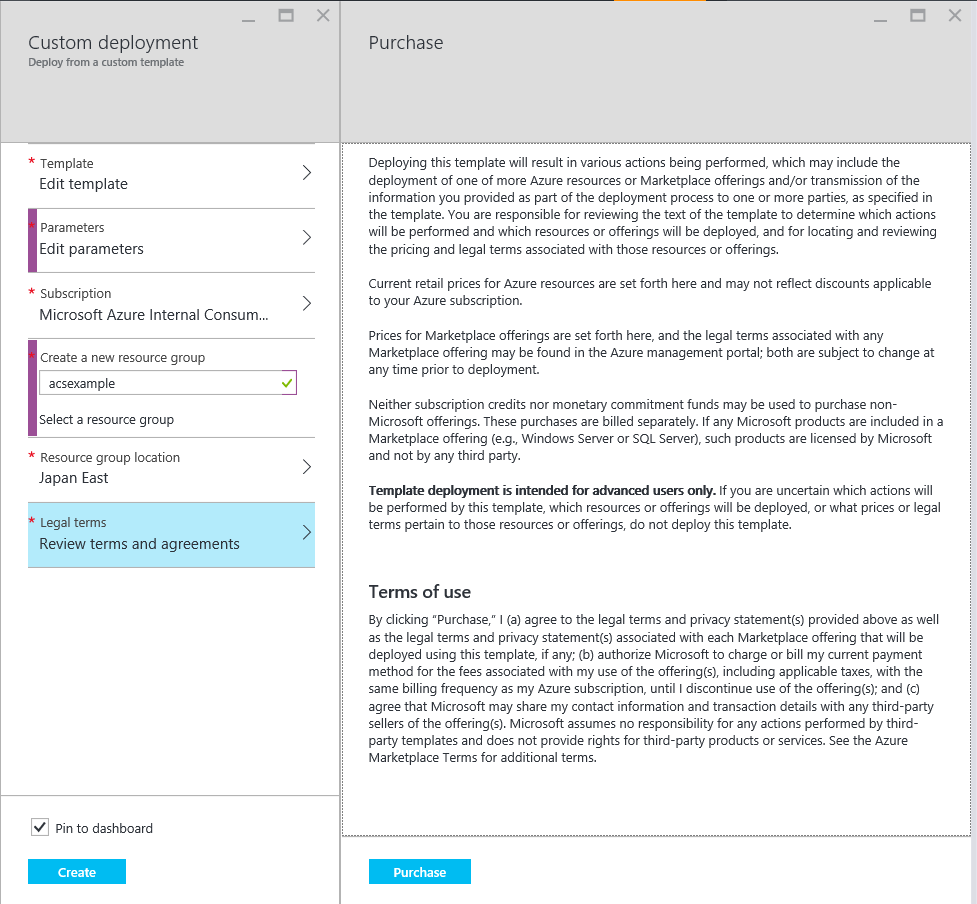 Custom deployment
Deploy from a custom template
* Template
Edit template
* Parameters
Edit parameters
* Subscription
Microsoft Azure Internal Consum...
* Create a new resource group
acsexample
Select a resource group
* Resource group location
Japan East
* Legal terms
Review terms and agreements
Pin to dashboard
Create
Purchase
Deploying this template will result in various actions being performed, which may include the
deployment of one of more Azure resources or Marketplace offerings and/or transmission of the
information you provided as part of the deployment process to one or more parties, as specified in
the template. You are responsible for reviewing the text of the template to determine which actions
will be performed and which resources or offerings will be deployed, and for locating and reviewing
the pricing and legal terms associated with those resources or offerings.
Current retail prices for Azure resources are set forth here and may not reflect discounts applicable
to your Azure subscription.
Prices for Marketplace offerings are set forth here, and the legal terms associated with any
Marketplace offering may be found in the Azure management portal; both are subject to change at
any time prior to deployment.
Neither subscription credits nor monetary commitment funds may be used to purchase non-
Microsoft offerings. These purchases are billed separately. If any Microsoft products are included in a
Marketplace offering (e.g., Windows Server or SQL Server), such products are licensed by Microsoft
and not by any third party.
Template deployment is intended for advanced users only. If you are uncertain which actions will
be performed by this template, which resources or offerings will be deployed, or what prices or legal
terms pertain to those resources or offerings, do not deploy this template.
Terms of use
By clicking "Purchase," I (a) agree to the legal terms and privacy statement(s) provided above as well
as the legal terms and privacy statement(s) associated with each Marketplace offering that will be
deployed using this template, if any; (b) authorize Microsoft to charge or bill my current payment
method for the fees associated with my use of the offering(s), including applicable taxes, with the
same billing frequency as my Azure subscription, until I discontinue use of the offering(s); and (c)
agree that Microsoft may share my contact information and transaction details with any third-party
sellers of the offering(s). Microsoft assumes no responsibility for any actions performed by third-
party templates and does not provide rights for third-party products or services. See the Azure
Marketplace Terms for additional terms.
Purchase